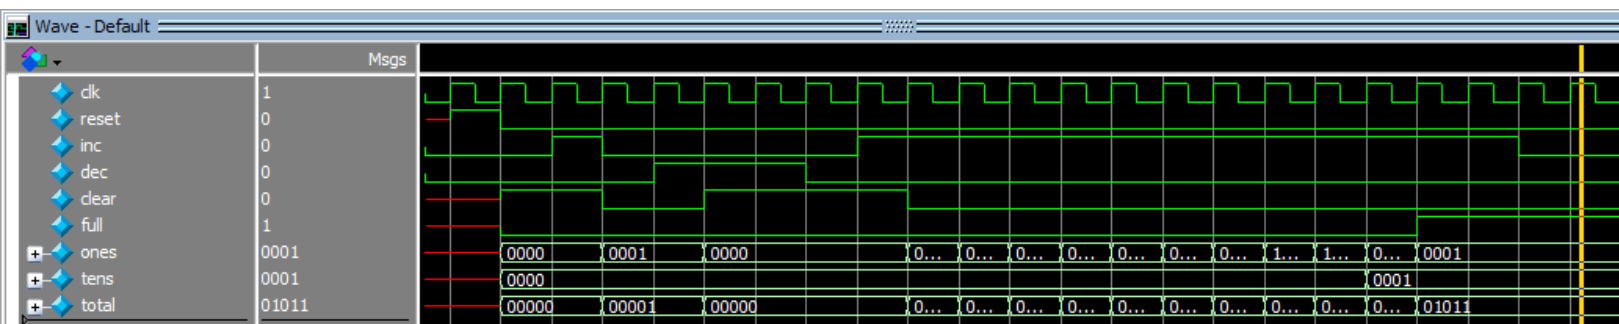 Wave - Default
Msgs
clk 1
reset 0
inc 0
dec 0
clear 0
full 1
ones 0001 0000 0001 0000 0... 0... 0... 0... 0... 0... 0... 1... 1... 0... 0001
tens 0001 0000 0001
total 01011 00000 00001 00000 0... 0... 0... 0... 0... 0... 0... 0... 0... 0... 01011